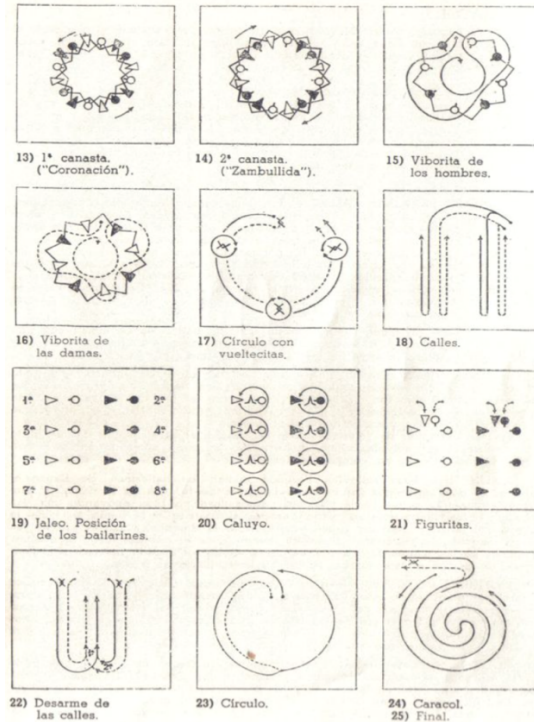 13) 1ª canasta.
("Coronación").
14) 2ª canasta.
("Zambullida").
15) Viborita de
los hombres.
16) Viborita de
las damas.
17) Círculo con
vueltecitas.
18) Calles.
1ª 2ª
3ª 4ª
5ª 6ª
7ª 8ª
19) Jaleo. Posición
de los bailarines.
20) Caluyo.
21) Figuritas.
22) Desarme de
las calles.
23) Círculo.
24) Caracol.
25) Final.